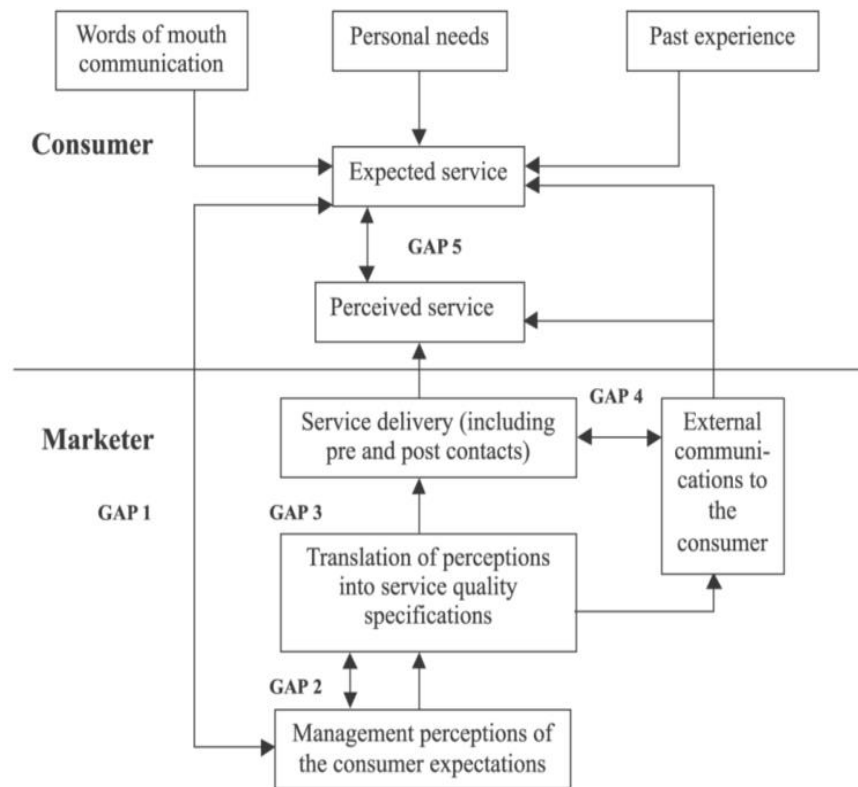 Words of mouth
communication
Personal needs
Past experience
Consumer
Expected service
GAP 5
Perceived service
GAP 4
Marketer
Service delivery (including
pre and post contacts)
External
communi-
cations to
the
consumer
GAP 1
GAP 3
Translation of perceptions
into service quality
specifications
GAP 2
Management perceptions of
the consumer expectations